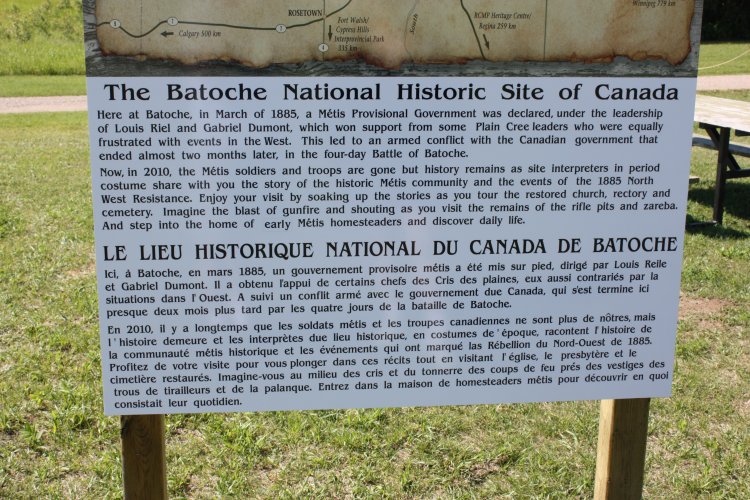 Winnipeg 779 km
ROSETOWN
Fort Walsh/
Cypress Hills
Interprovincial Park
335 km
Calgary 500 km
South
RCMP Heritage Centre/
Regina 259 km
1
2
3
4
The Batoche National Historic Site of Canada
Here at Batoche, in March of 1885, a Métis Provisional Government was declared, under the leadership
of Louis Riel and Gabriel Dumont, which won support from some Plain Cree leaders who were equally
frustrated with events in the West. This led to an armed conflict with the Canadian government that
ended almost two months later, in the four-day Battle of Batoche.
Now, in 2010, the Métis soldiers and troops are gone but history remains as site interpreters in period
costume share with you the story of the historic Métis community and the events of the 1885 North
West Resistance. Enjoy your visit by soaking up the stories as you tour the restored church, rectory and
cemetery. Imagine the blast of gunfire and shouting as you visit the remains of the rifle pits and zareba.
And step into the home of early Métis homesteaders and discover daily life.
LE LIEU HISTORIQUE NATIONAL DU CANADA DE BATOCHE
Ici, á Batoche, en mars 1885, un gouvernement provisoire métis a été mis sur pied, dirigé par Louis Reile
et Gabriel Dumont. Il a obtenu l'appui de certains chefs des Cris des plaines, eux aussi contrariés par la
situations dans l'Ouest. A suivi un conflit armé avec le gouvernement due Canada, qui s'est termine ici
presque deux mois plus tard par les quatre jours de la bataille de Batoche.
En 2010, il y a longtemps que les soldats métis et les troupes canadiennes ne sont plus de nôtres, mais
l'histoire demeure et les interprètes due lieu historique, en costumes de 'époque, racontent l'histoire de
la communauté métis historique et les événements qui ont marqué las Rébellion du Nord-Ouest de 1885.
Profitez de votre visite pour vous plonger dans ces récits tout en visitant l'église, le presbytère et le
cimetière restaurés. Imagine-vous au milieu des cris et du tonnerre des coups de feu prés des vestiges des
trous de tirailleurs et de la palanque. Entrez dans la maison de homesteaders métis pour découvrir en quoi
consistait leur quotidien.